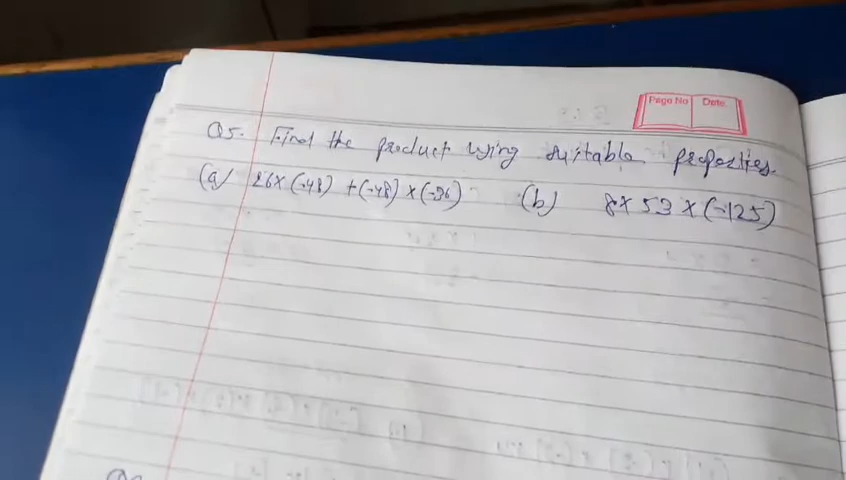 Page No Date
Q5. Find the product using suitable properties.
(a) 26×(-48) +(-48) ×(-36) (b) 8× 53 ×(-125)